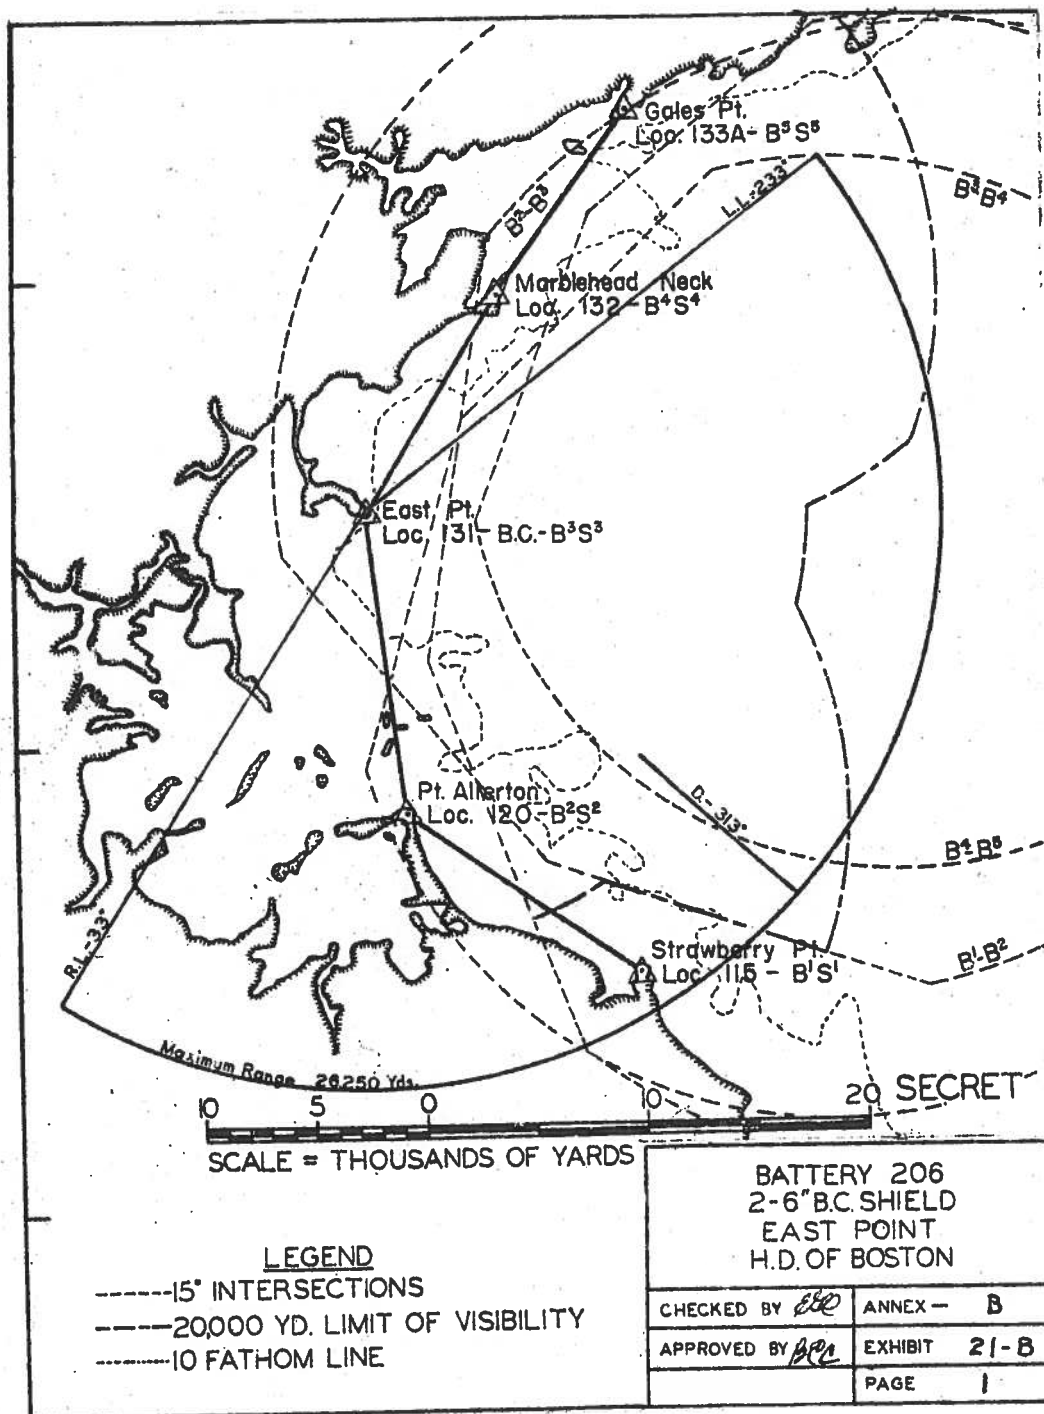 Gales Pt.
Loc. 133A-B⁵S⁵
B³B⁴
L.L.-233°
B²-B³
Marblehead Neck
Loc. 132-B⁴S⁴
East Pt.
Loc. 131-B.C.-B³S³
Pt. Allerton
Loc. 120-B²S²
D.-313°
B⁴-B⁵
R.L.-33°
Strawberry Pt.
Loc. 115-B¹S¹
B¹-B²
Maximum Range 26,250 Yds.
10 5 0 10 20
SECRET
SCALE = THOUSANDS OF YARDS
LEGEND
15° INTERSECTIONS
20,000 YD. LIMIT OF VISIBILITY
10 FATHOM LINE
BATTERY 206
2-6" B.C. SHIELD
EAST POINT
H.D. OF BOSTON
CHECKED BY
ANNEX - B
APPROVED BY
EXHIBIT 21-B
PAGE 1